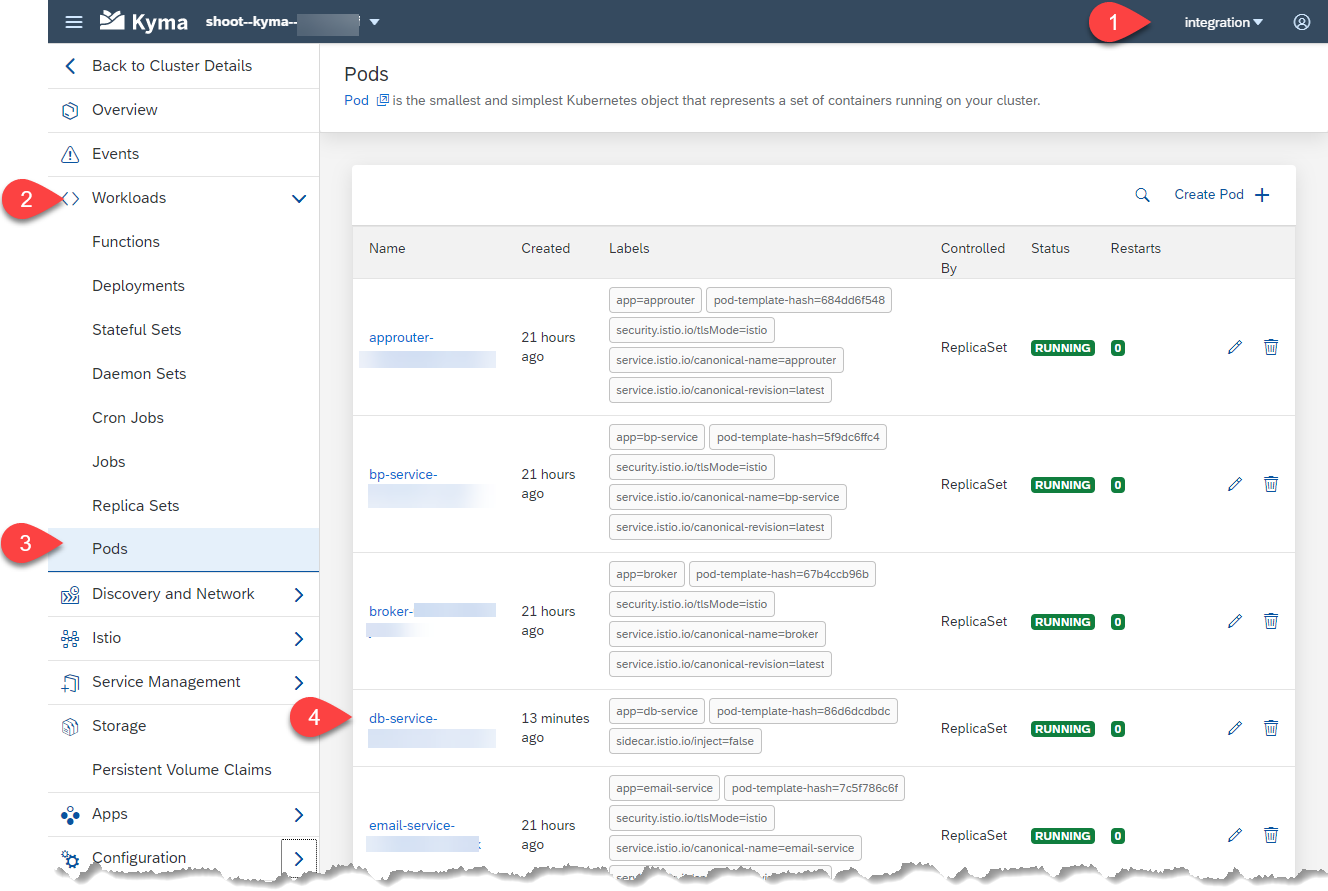 Kyma shoot--kyma-- 1 integration
Back to Cluster Details
Overview
Events
2 Workloads
Functions
Deployments
Stateful Sets
Daemon Sets
Cron Jobs
Jobs
Replica Sets
3 Pods
Discovery and Network
Istio
Service Management
Storage
Persistent Volume Claims
Apps
Configuration
Pods
Pod is the smallest and simplest Kubernetes object that represents a set of containers running on your cluster.
Create Pod +
Name Created Labels Controlled By Status Restarts
app=approuter pod-template-hash=684dd6f548
security.istio.io/tlsMode=istio
approuter- 21 hours ago ReplicaSet RUNNING 0
service.istio.io/canonical-name=approuter
service.istio.io/canonical-revision=latest
app=bp-service pod-template-hash=5f9dc6ffc4
security.istio.io/tlsMode=istio
bp-service- 21 hours ago ReplicaSet RUNNING 0
service.istio.io/canonical-name=bp-service
service.istio.io/canonical-revision=latest
app=broker pod-template-hash=67b4ccb96b
security.istio.io/tlsMode=istio
broker- 21 hours ago ReplicaSet RUNNING 0
service.istio.io/canonical-name=broker
service.istio.io/canonical-revision=latest
app=db-service pod-template-hash=86d6dcdbdc
4 db-service- 13 minutes ago ReplicaSet RUNNING 0
sidecar.istio.io/inject=false
app=email-service pod-template-hash=7c5f786c6f
security.istio.io/tlsMode=istio
email-service- 21 hours ago ReplicaSet RUNNING 0
service.istio.io/canonical-name=email-service